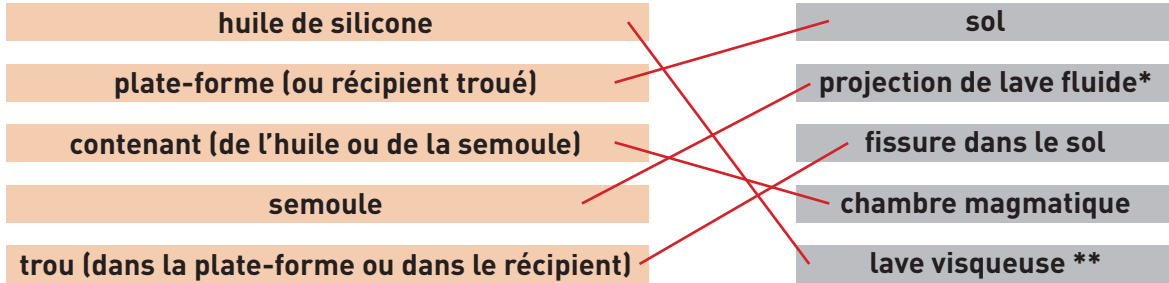 huile de silicone
sol
plate-forme (ou récipient troué)
projection de lave fluide*
contenant (de l’huile ou de la semoule)
fissure dans le sol
semoule
chambre magmatique
trou (dans la plate-forme ou dans le récipient)
lave visqueuse **